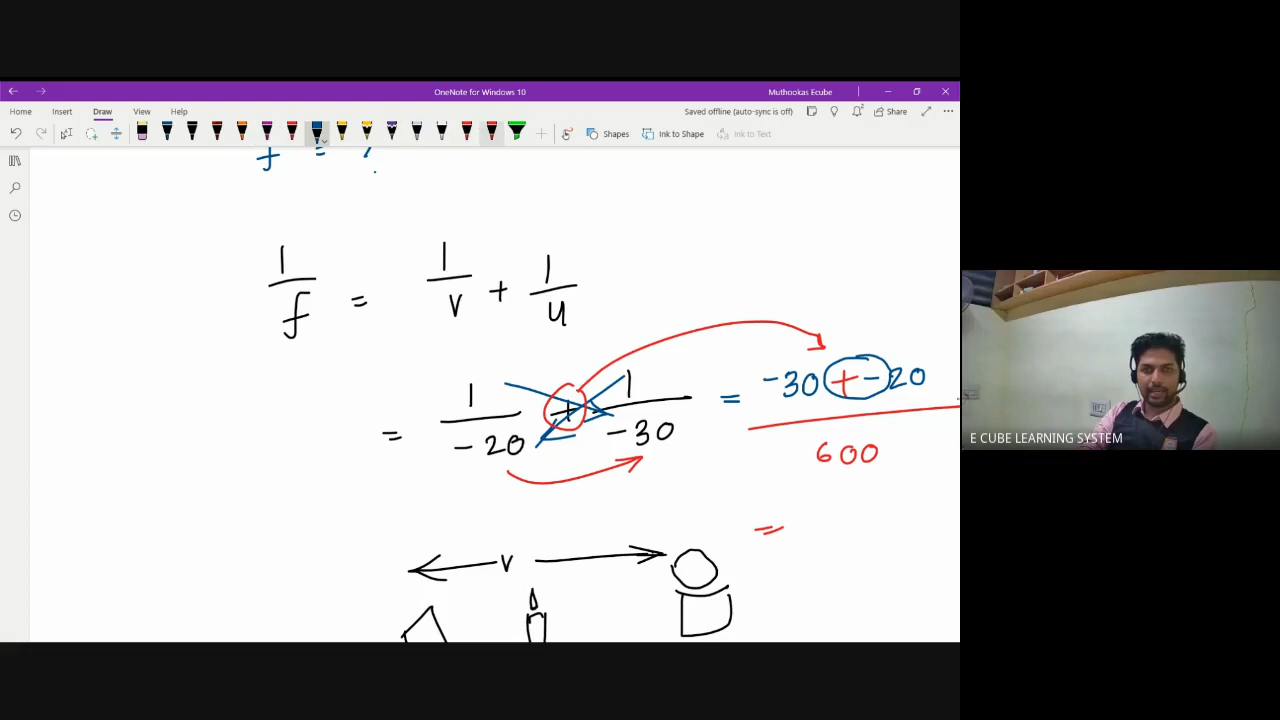 OneNote for Windows 10
Muthookas Ecube
Home Insert Draw View Help
Saved offline (auto-sync is off)
Share
Shapes
Ink to Shape
Ink to Text
f = ?
1/f = 1/v + 1/u
= 1/-20 + 1/-30 = -30 + -20/600
=
v
E CUBE LEARNING SYSTEM